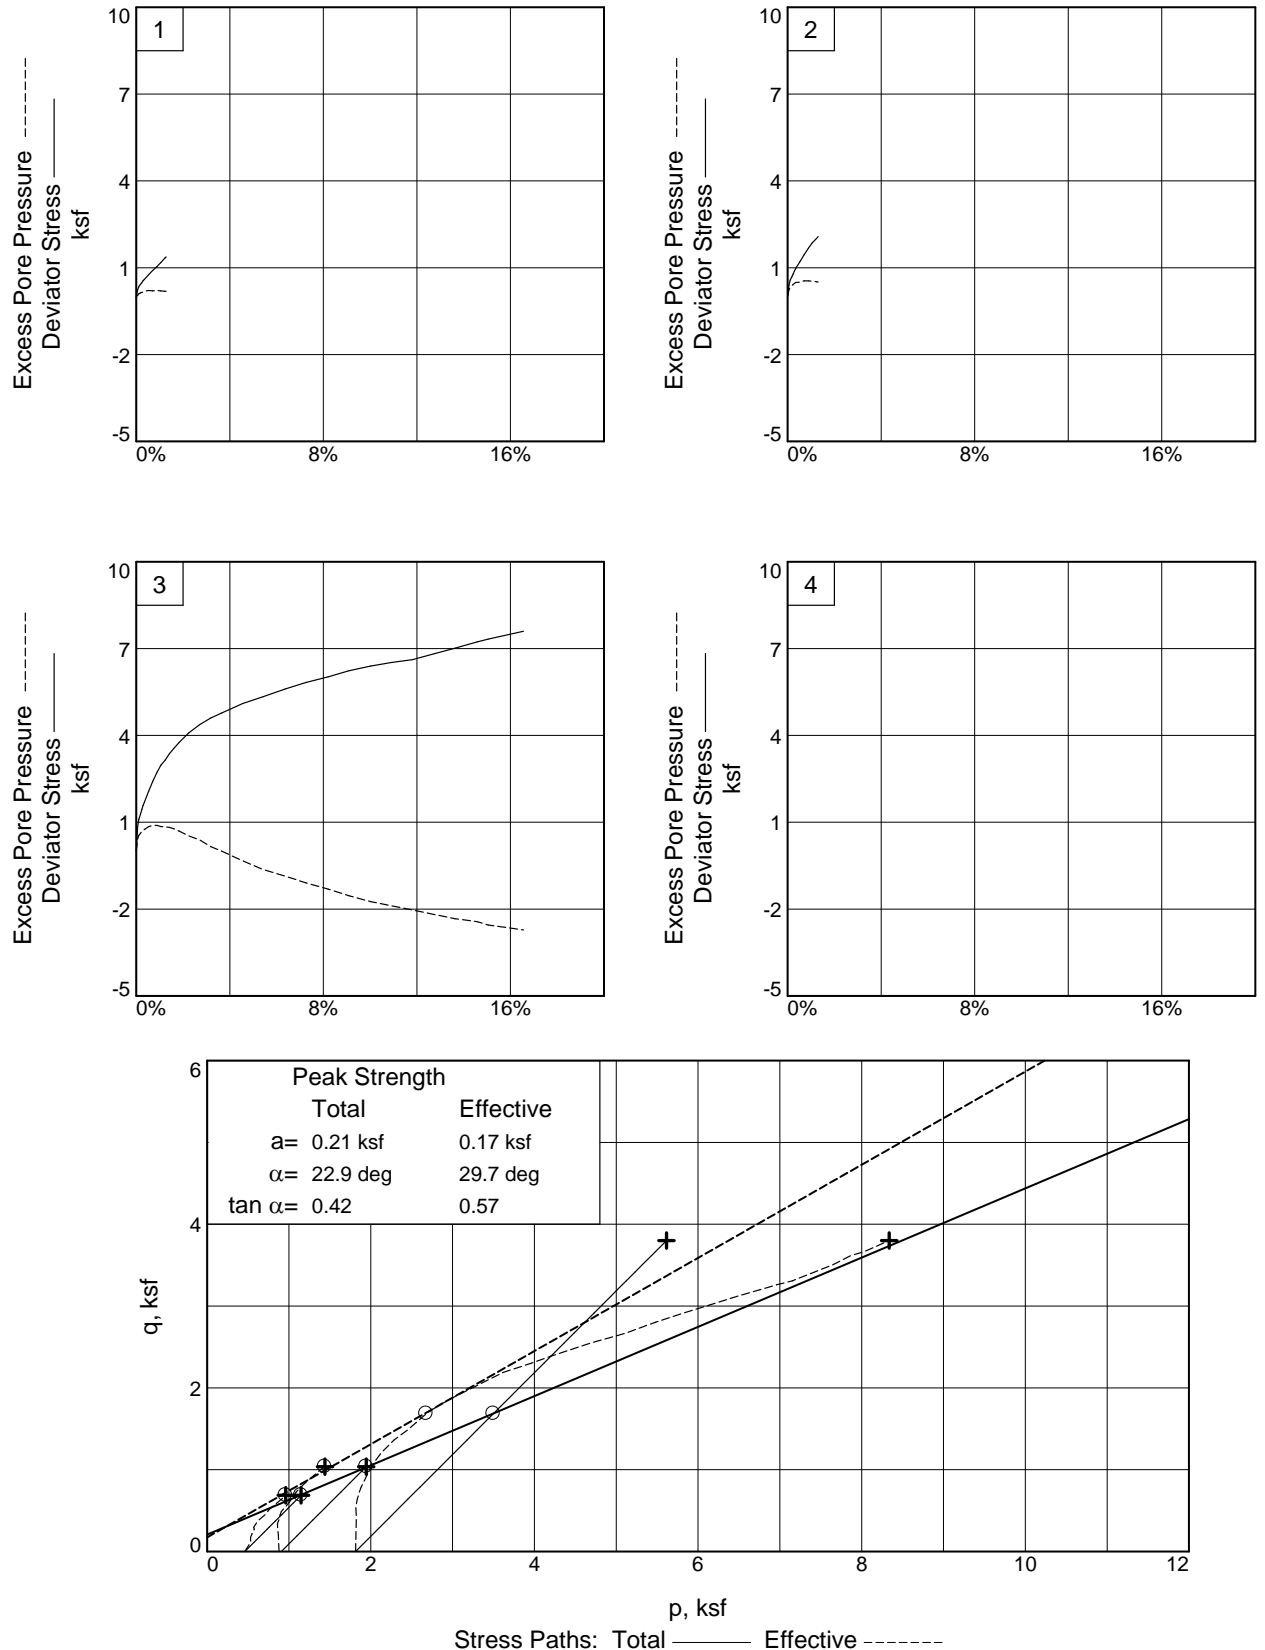 1
10
7
4
1
-2
-5
0%
8%
16%
Excess Pore Pressure
Deviator Stress
ksf
2
10
7
4
1
-2
-5
0%
8%
16%
Excess Pore Pressure
Deviator Stress
ksf
3
10
7
4
1
-2
-5
0%
8%
16%
Excess Pore Pressure
Deviator Stress
ksf
4
10
7
4
1
-2
-5
0%
8%
16%
Excess Pore Pressure
Deviator Stress
ksf
Peak Strength
Total Effective
a= 0.21 ksf 0.17 ksf
α= 22.9 deg 29.7 deg
tan α= 0.42 0.57
6
4
2
0
q, ksf
0 2 4 6 8 10 12
p, ksf
Stress Paths: Total Effective